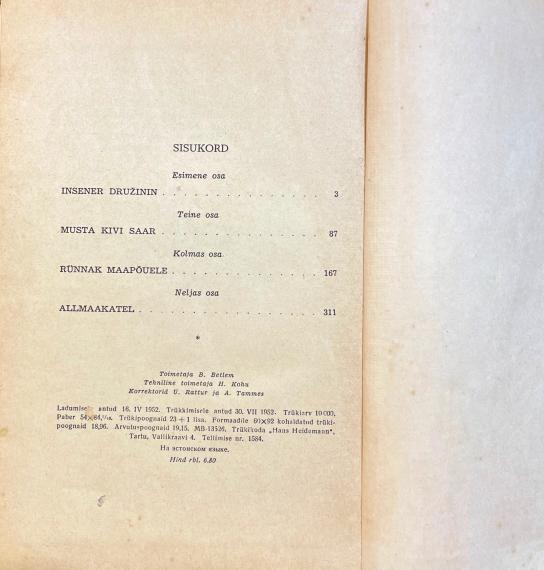 SISUKORD
Esimene osa
INSENER DRUŽININ . . . . . . . . . . . . . . . 3
Teine osa
MUSTA KIVI SAAR . . . . . . . . . . . . . . . 87
Kolmas osa
RÜNNAK MAAPÕUELE . . . . . . . . . . . . . . 167
Neljas osa
ALLMAAKATEL . . . . . . . . . . . . . . . . . 311
*
Toimetaja B. Betlem
Tehniline toimetaja H. Kohu
Korrektorid U. Rattur ja A. Tammes
Ladumisele antud 16. IV 1952. Trükkimisele antud 30. VII 1952. Trükiarv 10 000.
Paber 54×84, 1/16. Trükipoognaid 23 + 1 lisa. Formaadile 60×92 kohaldatud trüki-
poognaid 18,96. Arvutuspoognaid 19,15. MB-13526. Trükikoda „Hans Heidemann",
Tartu, Vallikraavi 4. Tellimise nr. 1584.
На эстонском языке.
Hind rbl. 6.80